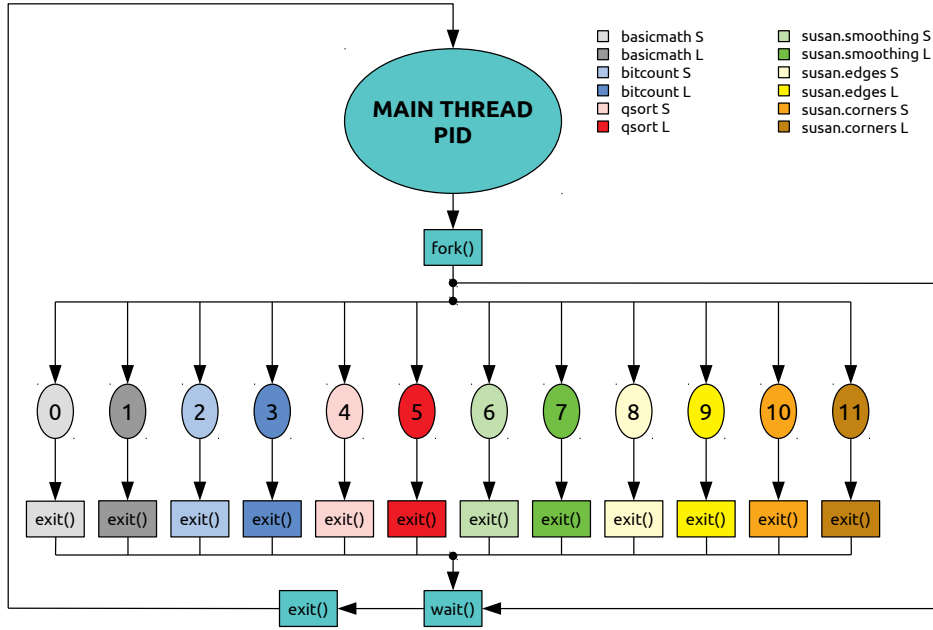 MAIN THREAD
PID
basicmath S
basicmath L
bitcount S
bitcount L
qsort S
qsort L
susan.smoothing S
susan.smoothing L
susan.edges S
susan.edges L
susan.corners S
susan.corners L
fork()
0 1 2 3 4 5 6 7 8 9 10 11
exit() exit() exit() exit() exit() exit() exit() exit() exit() exit() exit() exit()
exit() wait()